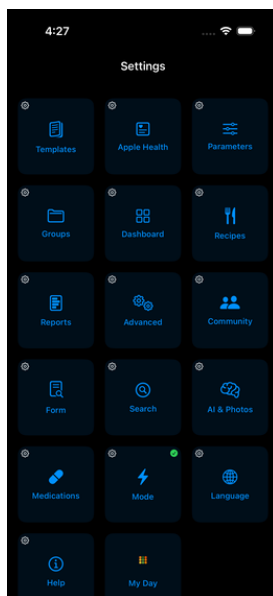 4:27
Settings
Templates
Apple Health
Parameters
Groups
Dashboard
Recipes
Reports
Advanced
Community
Form
Search
AI & Photos
Medications
Mode
Language
Help
My Day